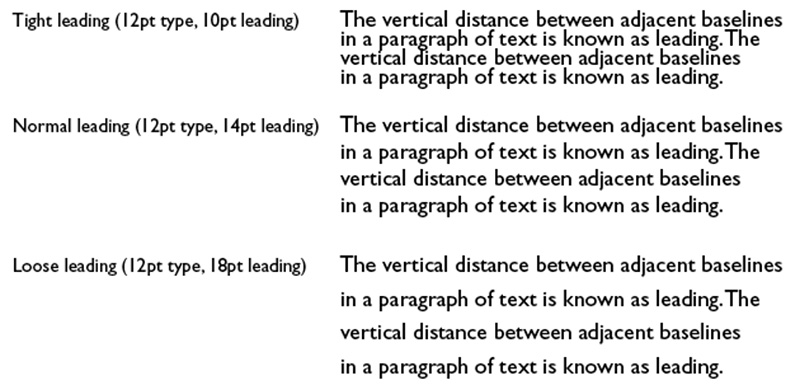 Tight leading (12pt type, 10pt leading)
The vertical distance between adjacent baselines
in a paragraph of text is known as leading. The
vertical distance between adjacent baselines
in a paragraph of text is known as leading.
Normal leading (12pt type, 14pt leading)
The vertical distance between adjacent baselines
in a paragraph of text is known as leading. The
vertical distance between adjacent baselines
in a paragraph of text is known as leading.
Loose leading (12pt type, 18pt leading)
The vertical distance between adjacent baselines
in a paragraph of text is known as leading. The
vertical distance between adjacent baselines
in a paragraph of text is known as leading.